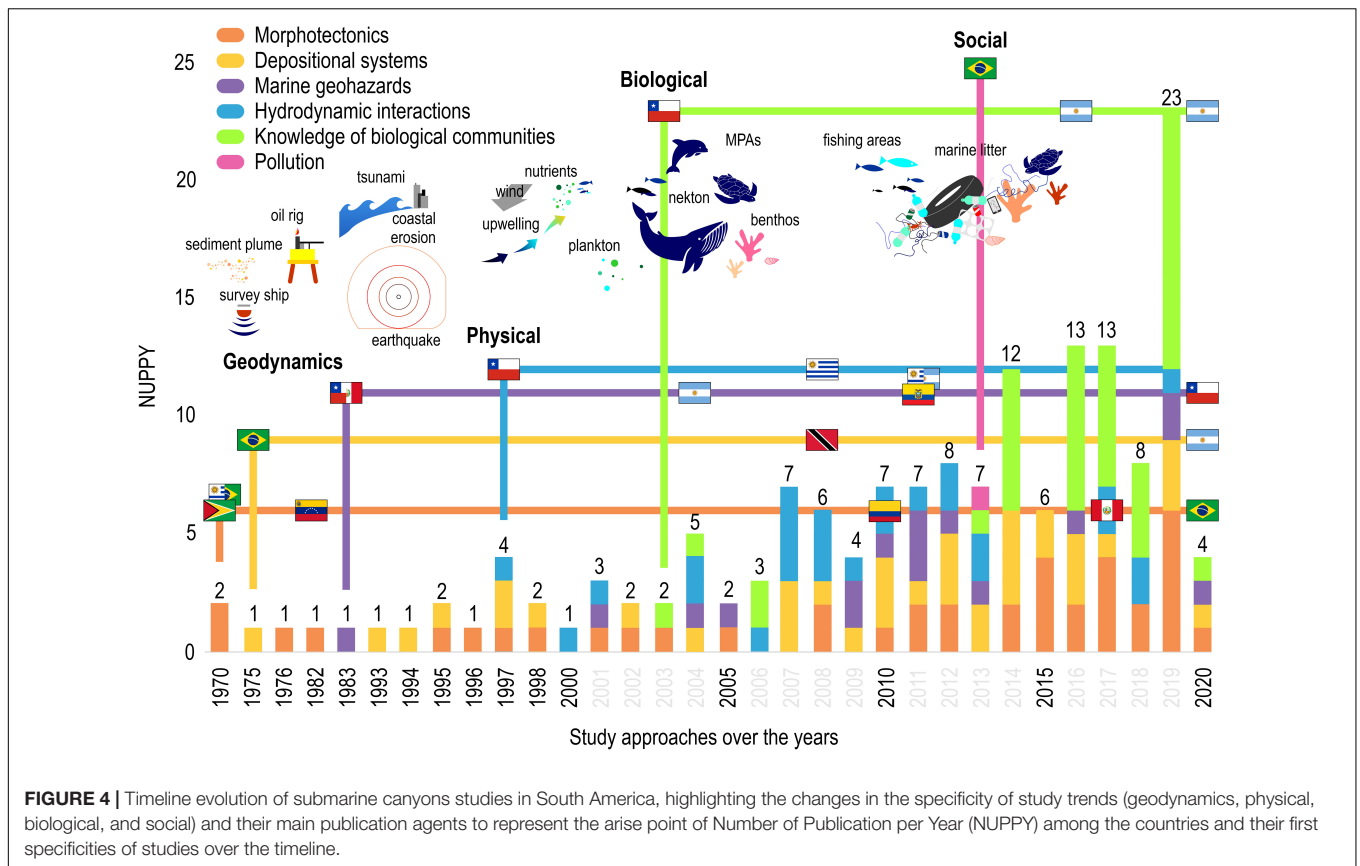 Morphotectonics
Depositional systems
Marine geohazards
Hydrodynamic interactions
Knowledge of biological communities
Pollution
Social
Biological
Physical
Geodynamics
tsunami
oil rig
coastal
erosion
sediment plume
survey ship
earthquake
nutrients
wind
upwelling
plankton
MPAs
nekton
benthos
fishing areas
marine litter
NUPPY
25
20
15
10
5
0
2
1
1
1
1
1
1
2
1
4
2
1
3
2
2
5
2
3
7
6
4
7
7
8
7
12
6
13
13
8
23
4
1970
1975
1976
1982
1983
1993
1994
1995
1996
1997
1998
2000
2001
2002
2003
2004
2005
2006
2007
2008
2009
2010
2011
2012
2013
2014
2015
2016
2017
2018
2019
2020
Study approaches over the years
FIGURE 4 | Timeline evolution of submarine canyons studies in South America, highlighting the changes in the specificity of study trends (geodynamics, physical,
biological, and social) and their main publication agents to represent the arise point of Number of Publication per Year (NUPPY) among the countries and their first
specificities of studies over the timeline.